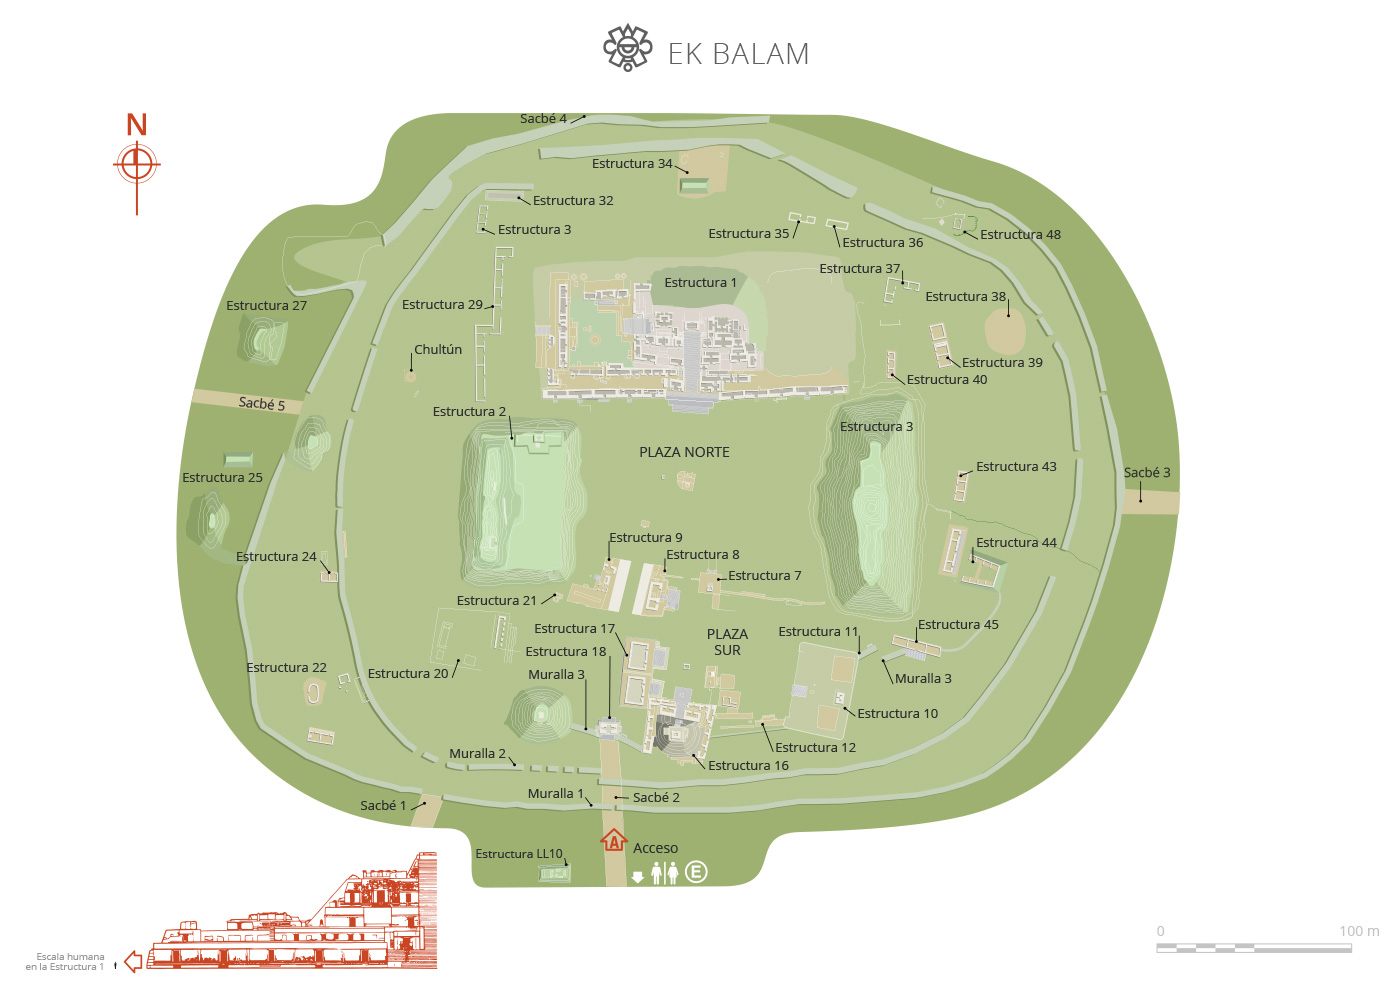 EK BALAM
N
Sacbé 4
Estructura 34
Estructura 32
Estructura 3
Estructura 35
Estructura 36
Estructura 48
Estructura 37
Estructura 1
Estructura 38
Estructura 27
Estructura 29
Chultún
Estructura 39
Estructura 40
Sacbé 5
Estructura 2
Estructura 3
PLAZA NORTE
Estructura 43
Sacbé 3
Estructura 25
Estructura 9
Estructura 8
Estructura 44
Estructura 24
Estructura 7
Estructura 21
Estructura 17
PLAZA
SUR
Estructura 11
Estructura 45
Estructura 18
Estructura 22
Estructura 20
Muralla 3
Muralla 3
Estructura 10
Estructura 12
Muralla 2
Estructura 16
Muralla 1
Sacbé 2
Sacbé 1
A
Acceso
Estructura LL10
E
0
100 m
Escala humana
en la Estructura 1